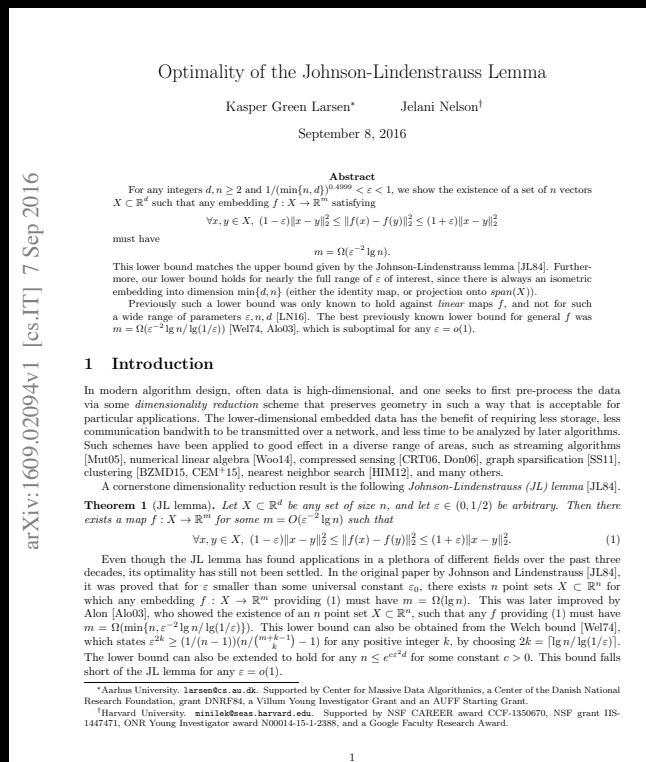 Optimality of the Johnson-Lindenstrauss Lemma
Kasper Green Larsen* Jelani Nelson†
September 8, 2016
Abstract
For any integers d, n ≥ 2 and 1/(min{n, d})^0.4999 < ε < 1, we show the existence of a set of n vectors
X ⊂ ℝ^d such that any embedding f : X → ℝ^m satisfying
∀x, y ∈ X, (1 − ε)‖x − y‖₂² ≤ ‖f(x) − f(y)‖₂² ≤ (1 + ε)‖x − y‖₂²
must have
m = Ω(ε⁻² lg n).
This lower bound matches the upper bound given by the Johnson-Lindenstrauss lemma [JL84]. Further-
more, our lower bound holds for nearly the full range of ε of interest, since there is always an isometric
embedding into dimension min{d, n} (either the identity map, or projection onto span(X)).
Previously such a lower bound was only known to hold against linear maps f, and not for such
a wide range of parameters ε, n, d [LN16]. The best previously known lower bound for general f was
m = Ω(ε⁻² lg n/ lg(1/ε)) [Wel74, Alo03], which is suboptimal for any ε = o(1).
1 Introduction
In modern algorithm design, often data is high-dimensional, and one seeks to first pre-process the data
via some dimensionality reduction scheme that preserves geometry in such a way that is acceptable for
particular applications. The lower-dimensional embedded data has the benefit of requiring less storage, less
communication bandwith to be transmitted over a network, and less time to be analyzed by later algorithms.
Such schemes have been applied to good effect in a diverse range of areas, such as streaming algorithms
[Mut05], numerical linear algebra [Woo14], compressed sensing [CRT06, Don06], graph sparsification [SS11],
clustering [BZMD15, CEM⁺15], nearest neighbor search [HIM12], and many others.
A cornerstone dimensionality reduction result is the following Johnson-Lindenstrauss (JL) lemma [JL84].
Theorem 1 (JL lemma). Let X ⊂ ℝ^d be any set of size n, and let ε ∈ (0, 1/2) be arbitrary. Then there
exists a map f : X → ℝ^m for some m = O(ε⁻² lg n) such that
∀x, y ∈ X, (1 − ε)‖x − y‖₂² ≤ ‖f(x) − f(y)‖₂² ≤ (1 + ε)‖x − y‖₂². (1)
Even though the JL lemma has found applications in a plethora of different fields over the past three
decades, its optimality has still not been settled. In the original paper by Johnson and Lindenstrauss [JL84],
it was proved that for ε smaller than some universal constant ε₀, there exists n point sets X ⊂ ℝ^n for
which any embedding f : X → ℝ^m providing (1) must have m = Ω(lg n). This was later improved by
Alon [Alo03], who showed the existence of an n point set X ⊂ ℝ^n, such that any f providing (1) must have
m = Ω(min{n, ε⁻² lg n/ lg(1/ε)}). This lower bound can also be obtained from the Welch bound [Wel74],
which states ε^{2k} ≥ (1/(n − 1))(n/(m+k−1 choose k) − 1) for any positive integer k, by choosing 2k = ⌈lg n/ lg(1/ε)⌉.
The lower bound can also be extended to hold for any n ≤ e^{cε²d} for some constant c > 0. This bound falls
short of the JL lemma for any ε = o(1).
*Aarhus University. larsen@cs.au.dk. Supported by Center for Massive Data Algorithmics, a Center of the Danish National
Research Foundation, grant DNRF84, a Villum Young Investigator Grant and an AUFF Starting Grant.
†Harvard University. minilek@seas.harvard.edu. Supported by NSF CAREER award CCF-1350670, NSF grant IIS-
1447471, ONR Young Investigator award N00014-15-1-2388, and a Google Faculty Research Award.
1
arXiv:1609.02094v1 [cs.IT] 7 Sep 2016